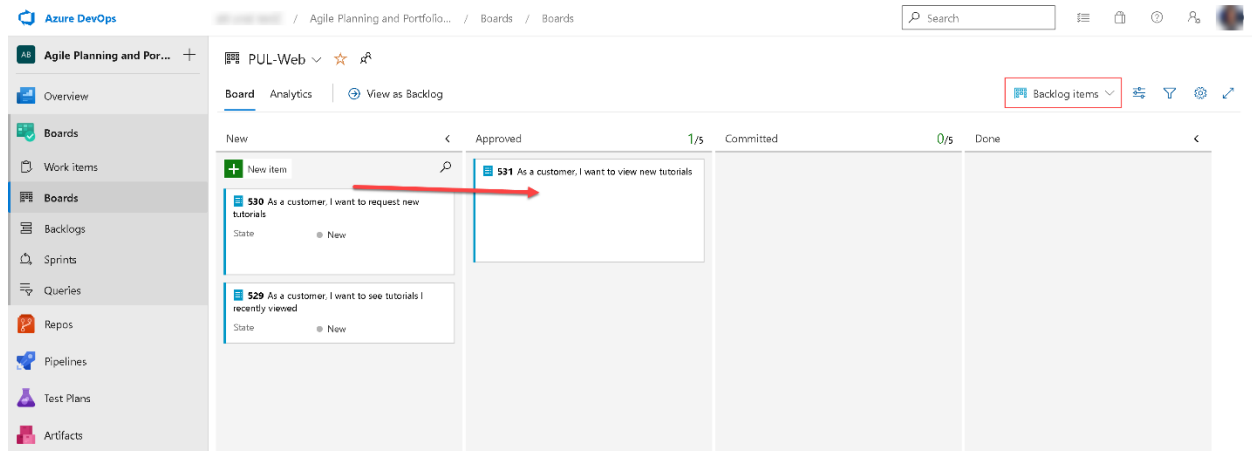 Azure DevOps
/ Agile Planning and Portfolio... / Boards / Boards
Search
AB Agile Planning and Por...
PUL-Web
Overview
Board Analytics View as Backlog
Backlog items
Boards
New
Approved 1/5
Committed 0/5
Done
Work items
New item
531 As a customer, I want to view new tutorials
Boards
530 As a customer, I want to request new
tutorials
State New
Backlogs
Sprints
Queries
529 As a customer, I want to see tutorials I
recently viewed
State New
Repos
Pipelines
Test Plans
Artifacts